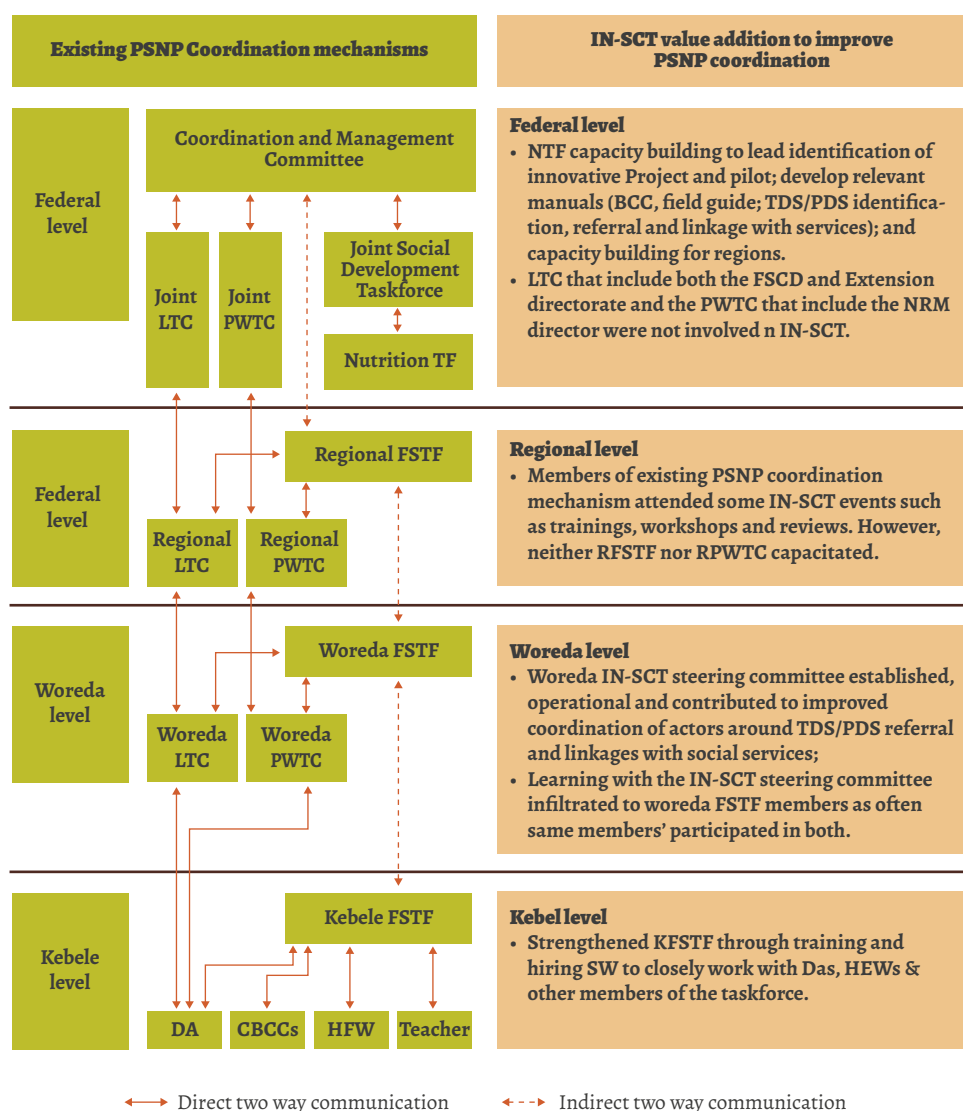 Existing PSNP Coordination mechanisms
IN-SCT value addition to improve
PSNP coordination
Federal
level
Coordination and Management
Committee
Joint
LTC
Joint
PWTC
Joint Social
Development
Taskforce
Nutrition TF
Federal level
• NTF capacity building to lead identification of
innovative Project and pilot; develop relevant
manuals (BCC, field guide; TDS/PDS identifica-
tion, referral and linkage with services); and
capacity building for regions.
• LTC that include both the FSCD and Extension
directorate and the PWTC that include the NRM
director were not involved n IN-SCT.
Federal
level
Regional FSTF
Regional
LTC
Regional
PWTC
Regional level
• Members of existing PSNP coordination
mechanism attended some IN-SCT events such
as trainings, workshops and reviews. However,
neither RFSTF nor RPWTC capacitated.
Woreda
level
Woreda FSTF
Woreda
LTC
Woreda
PWTC
Woreda level
• Woreda IN-SCT steering committee established,
operational and contributed to improved
coordination of actors around TDS/PDS referral
and linkages with social services;
• Learning with the IN-SCT steering committee
infiltrated to woreda FSTF members as often
same members’ participated in both.
Kebele
level
Kebele FSTF
DA
CBCCs
HFW
Teacher
Kebel level
• Strengthened KFSTF through training and
hiring SW to closely work with Das, HEWs &
other members of the taskforce.
Direct two way communication
Indirect two way communication